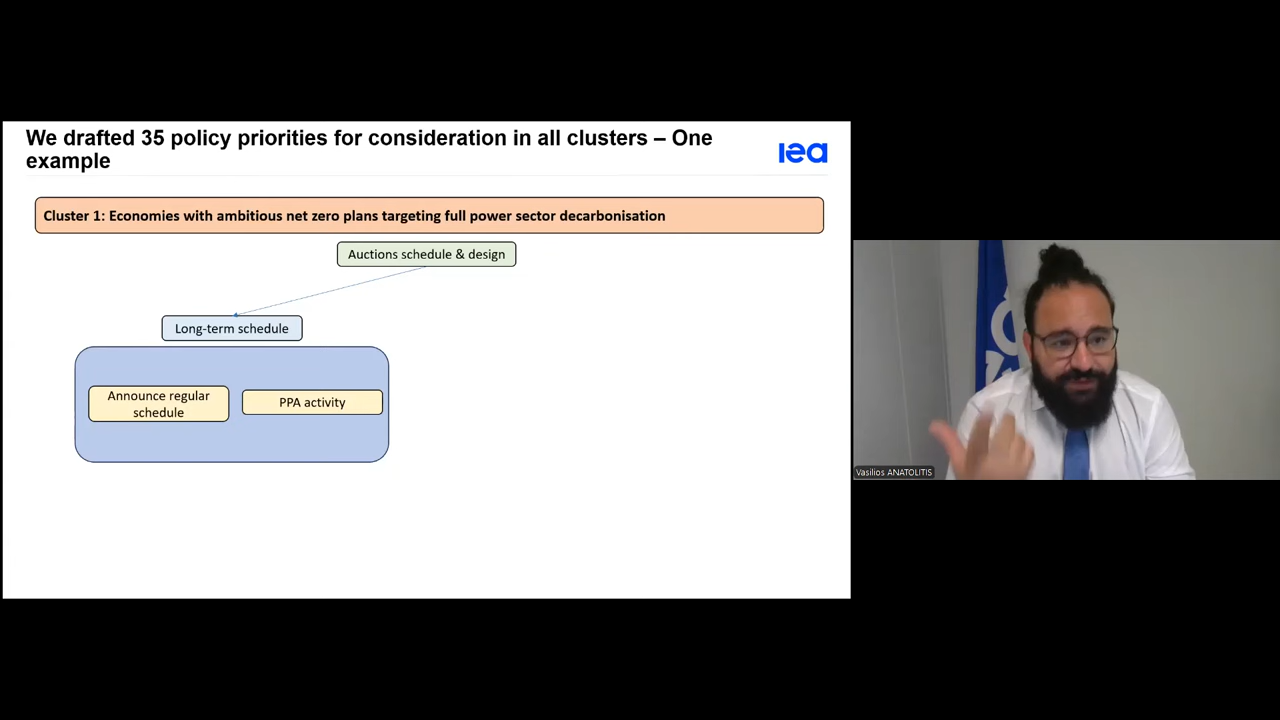 We drafted 35 policy priorities for consideration in all clusters – One
example
iea
Cluster 1: Economies with ambitious net zero plans targeting full power sector decarbonisation
Auctions schedule & design
Long-term schedule
Announce regular
schedule
PPA activity
Vasilios ANATOLITIS